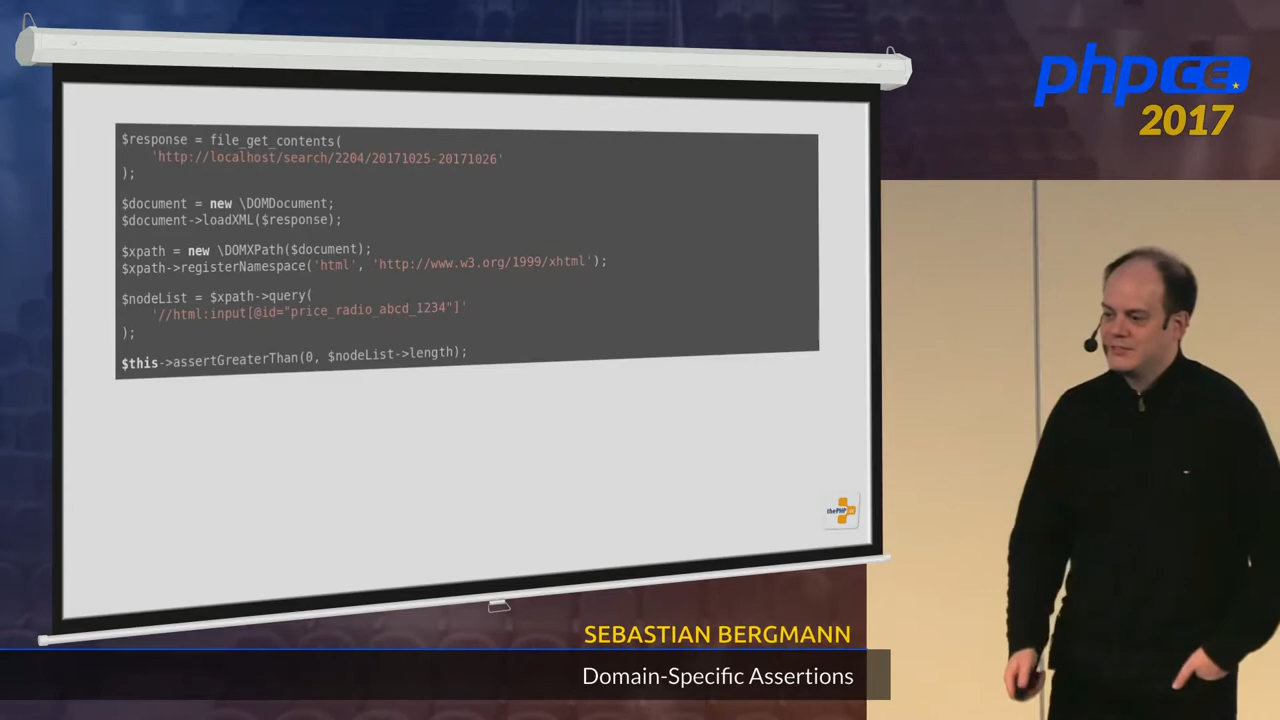 $response = file_get_contents(
'http://localhost/search/2204/20171025-20171026'
);
$document = new \DOMDocument;
$document->loadXML($response);
$xpath = new \DOMXPath($document);
$xpath->registerNamespace('html', 'http://www.w3.org/1999/xhtml');
$nodeList = $xpath->query(
'//html:input[@id="price_radio_abcd_1234"]'
);
$this->assertGreaterThan(0, $nodeList->length);
thePHP.cc
phpCE
2017
SEBASTIAN BERGMANN
Domain-Specific Assertions